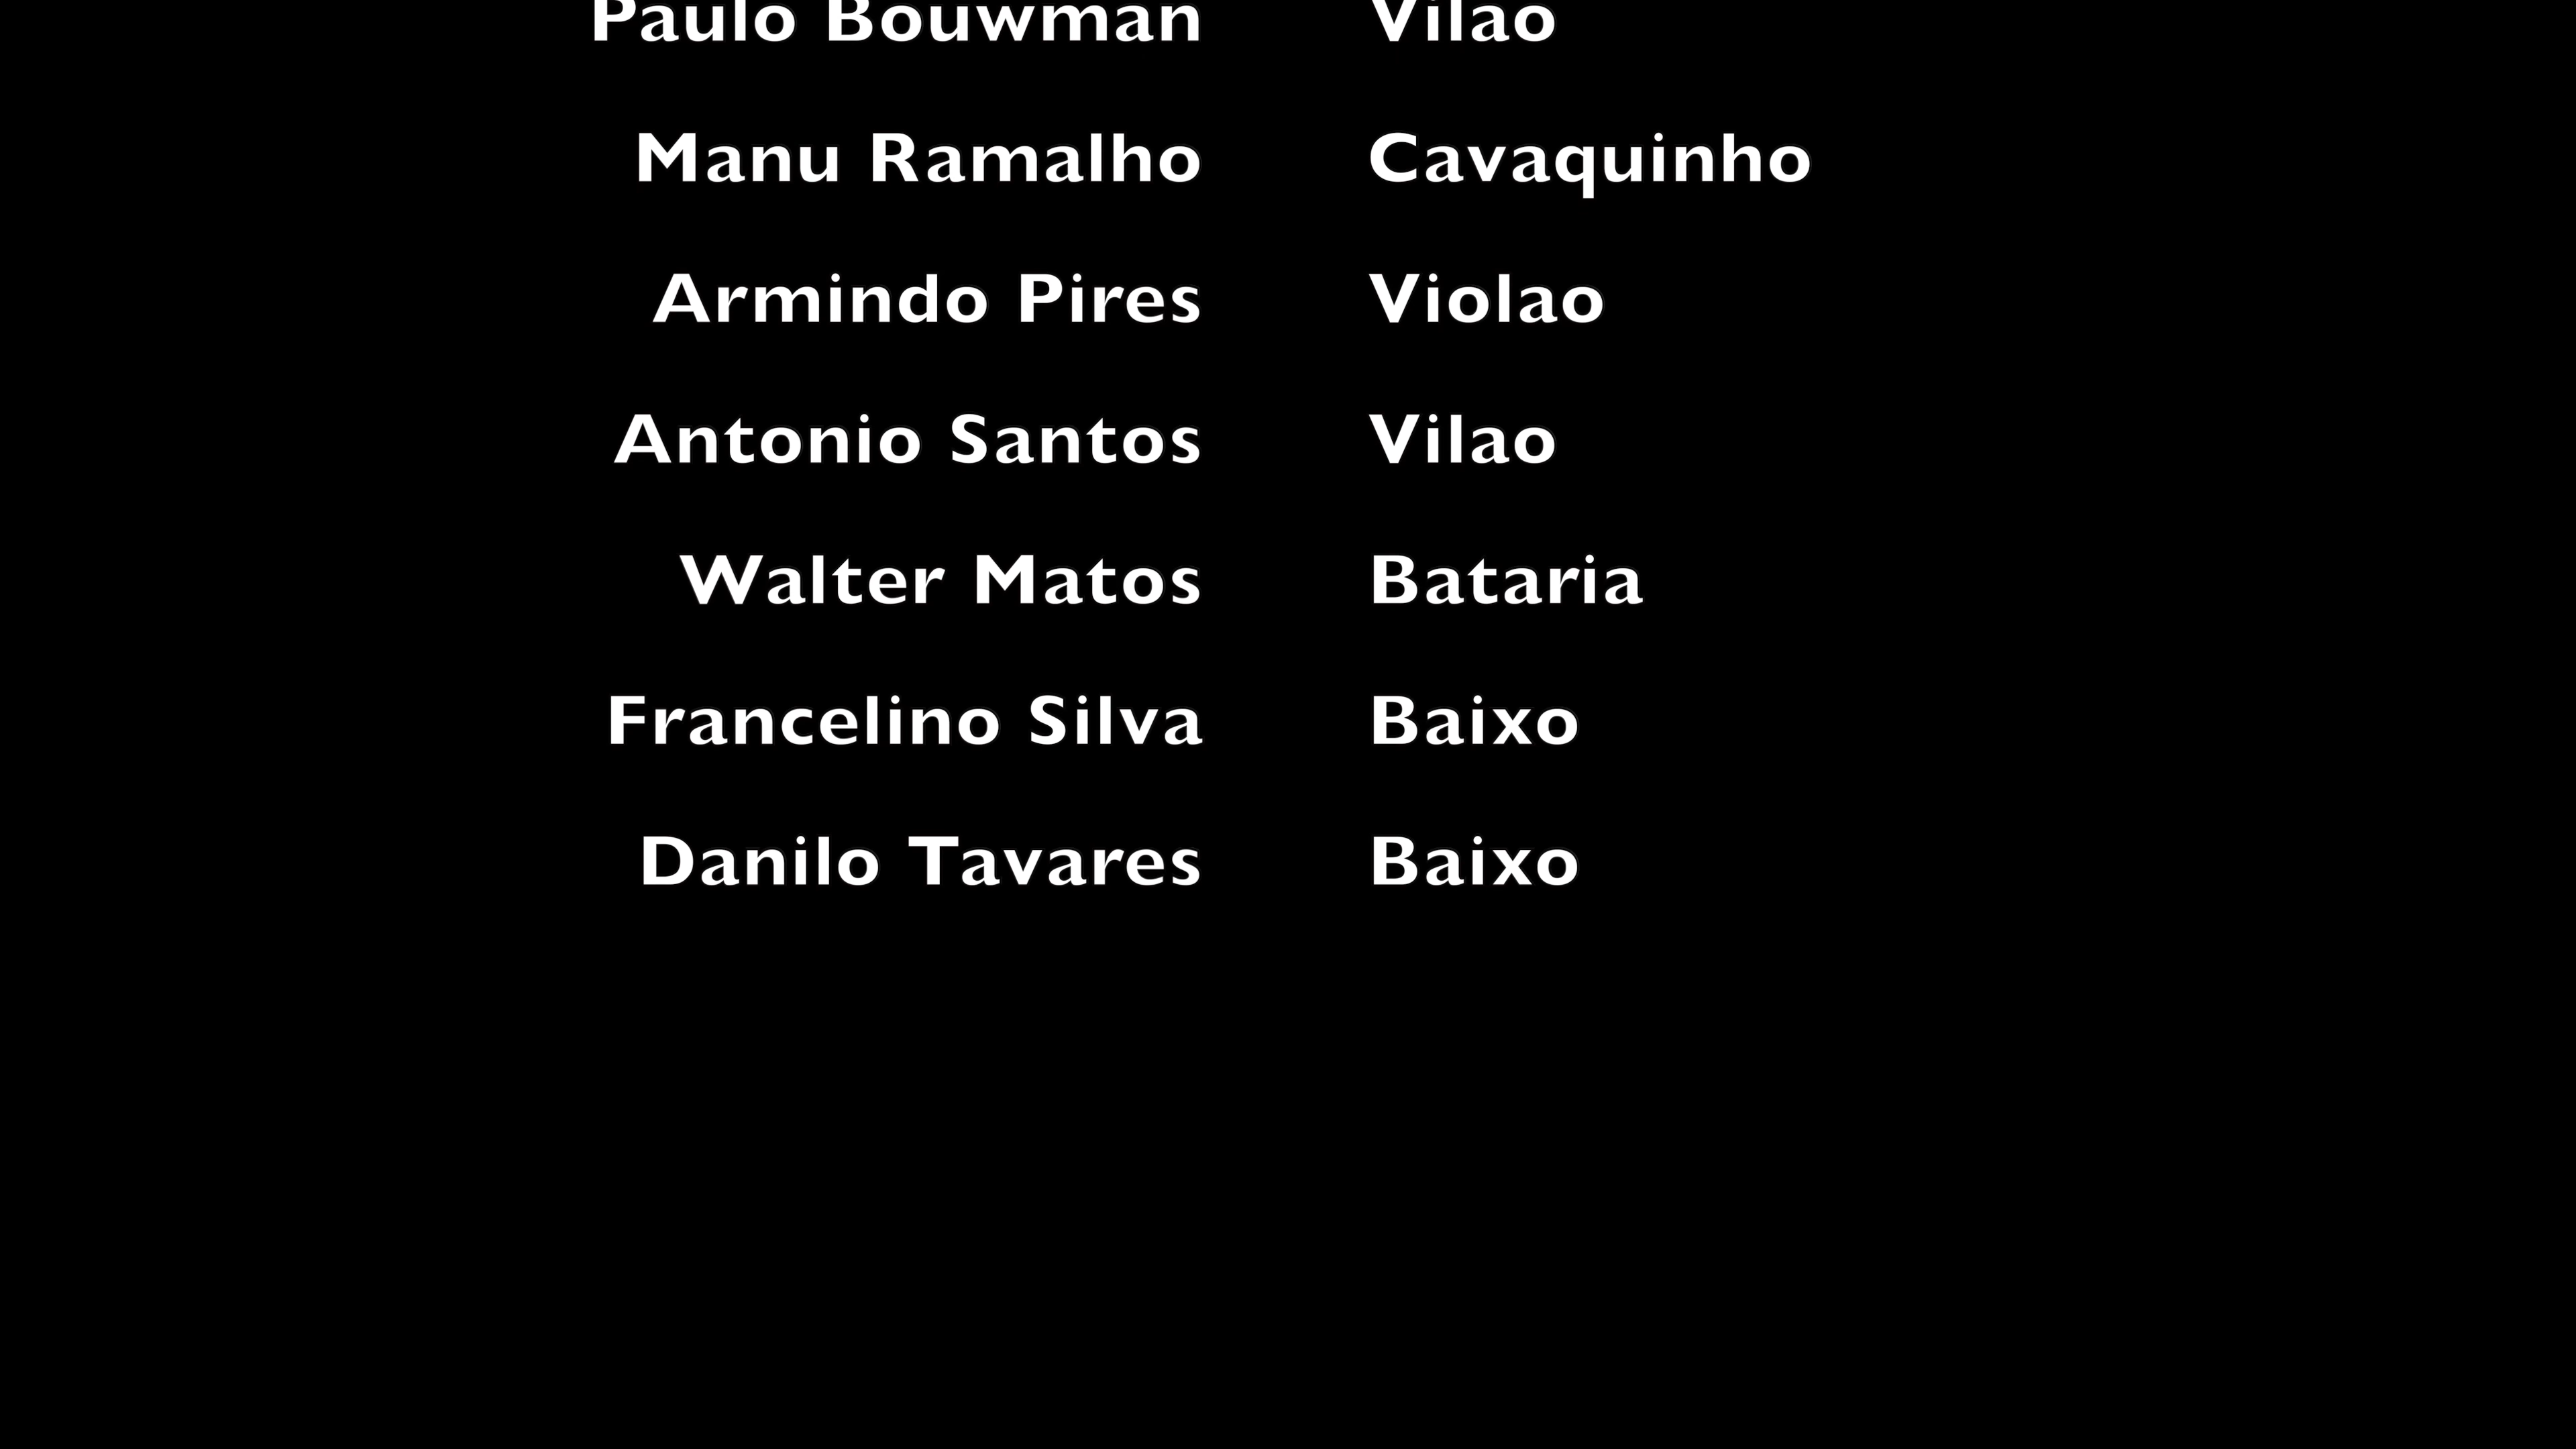 Paulo Bouwman Vilao
Manu Ramalho Cavaquinho
Armindo Pires Violao
Antonio Santos Vilao
Walter Matos Bataria
Francelino Silva Baixo
Danilo Tavares Baixo